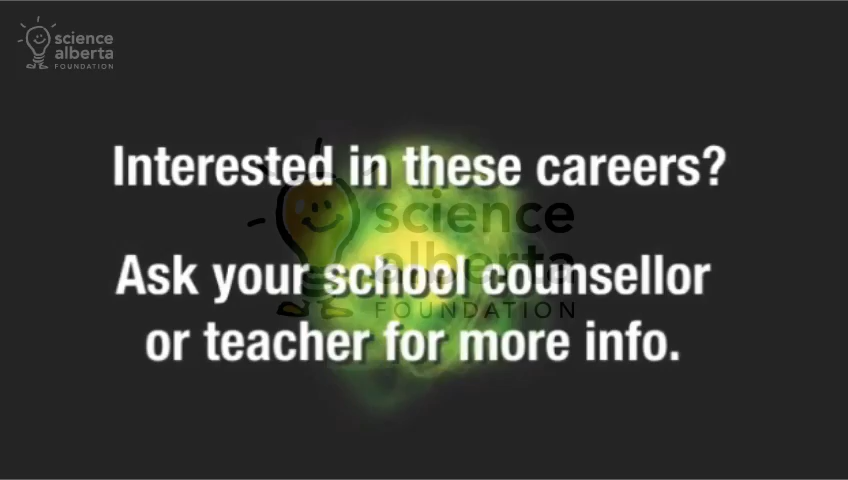 science
alberta
FOUNDATION
Interested in these careers?
science
alberta
FOUNDATION
Ask your school counsellor
or teacher for more info.